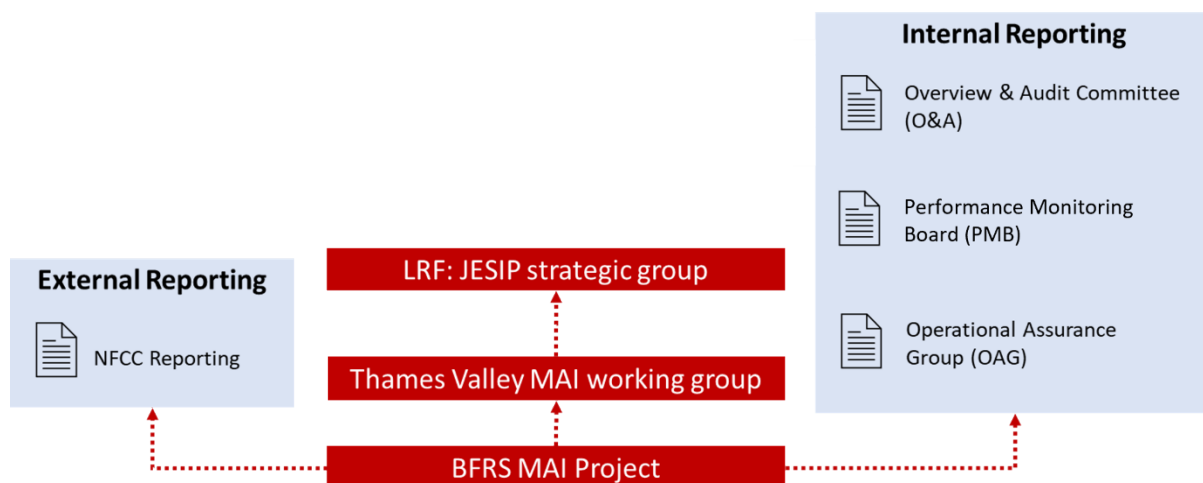 Internal Reporting
Overview & Audit Committee
(O&A)
Performance Monitoring
Board (PMB)
Operational Assurance
Group (OAG)
External Reporting
NFCC Reporting
LRF: JESIP strategic group
Thames Valley MAI working group
BFRS MAI Project